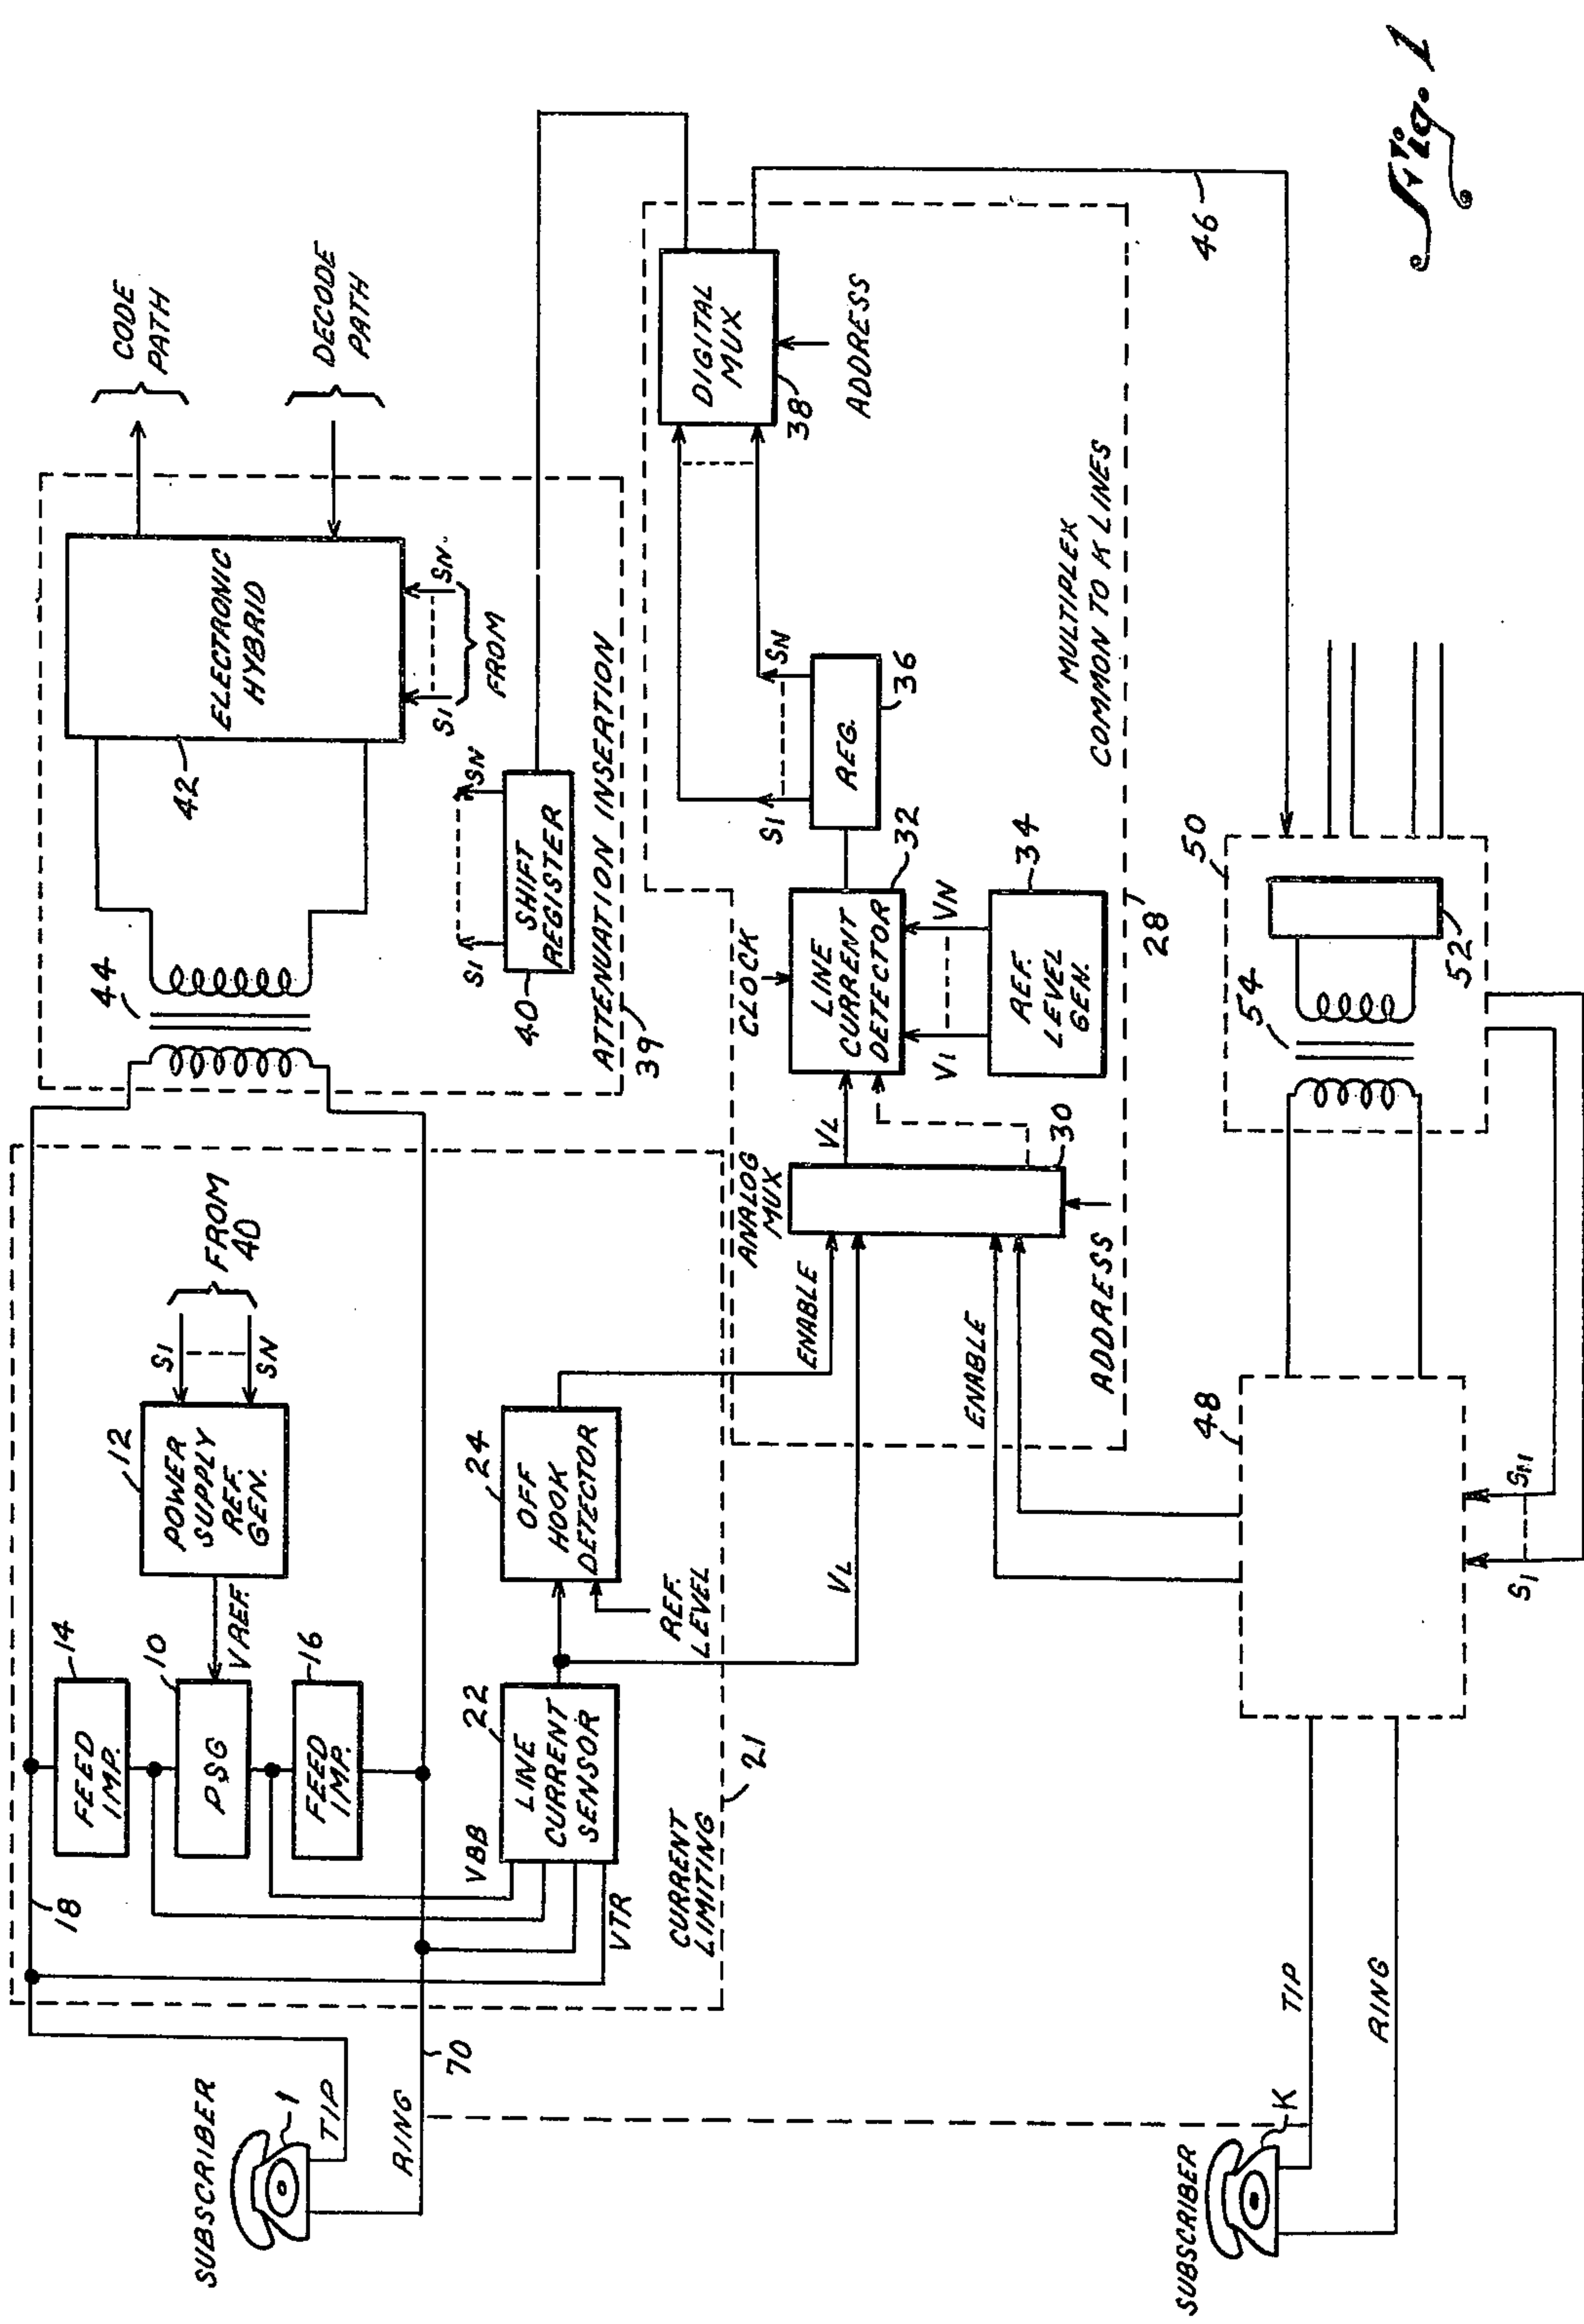 SUBSCRIBER
1
TIP
RING
70
18
FEED
IMP.
14
PSG
10
FEED
IMP.
16
VREF.
POWER
SUPPLY
REF.
GEN.
12
S1
SN
FROM
40
VBB
VTR
LINE
CURRENT
SENSOR
22
OFF
HOOK
DETECTOR
24
REF.
LEVEL
CURRENT
LIMITING
21
VL
ENABLE
44
42
ELECTRONIC
HYBRID
S1
SN
FROM
CODE
PATH
DECODE
PATH
S1
SN
SHIFT
REGISTER
40
ATTENUATION INSERTION
39
ANALOG
MUX
30
ADDRESS
ENABLE
VL
CLOCK
LINE
CURRENT
DETECTOR
32
V1
VN
REF.
LEVEL
GEN.
34
S1
SN
REG.
36
DIGITAL
MUX
38
ADDRESS
MULTIPLEX
COMMON TO K LINES
28
46
SUBSCRIBER
K
TIP
RING
48
S1
50
54
52
Fig. 1